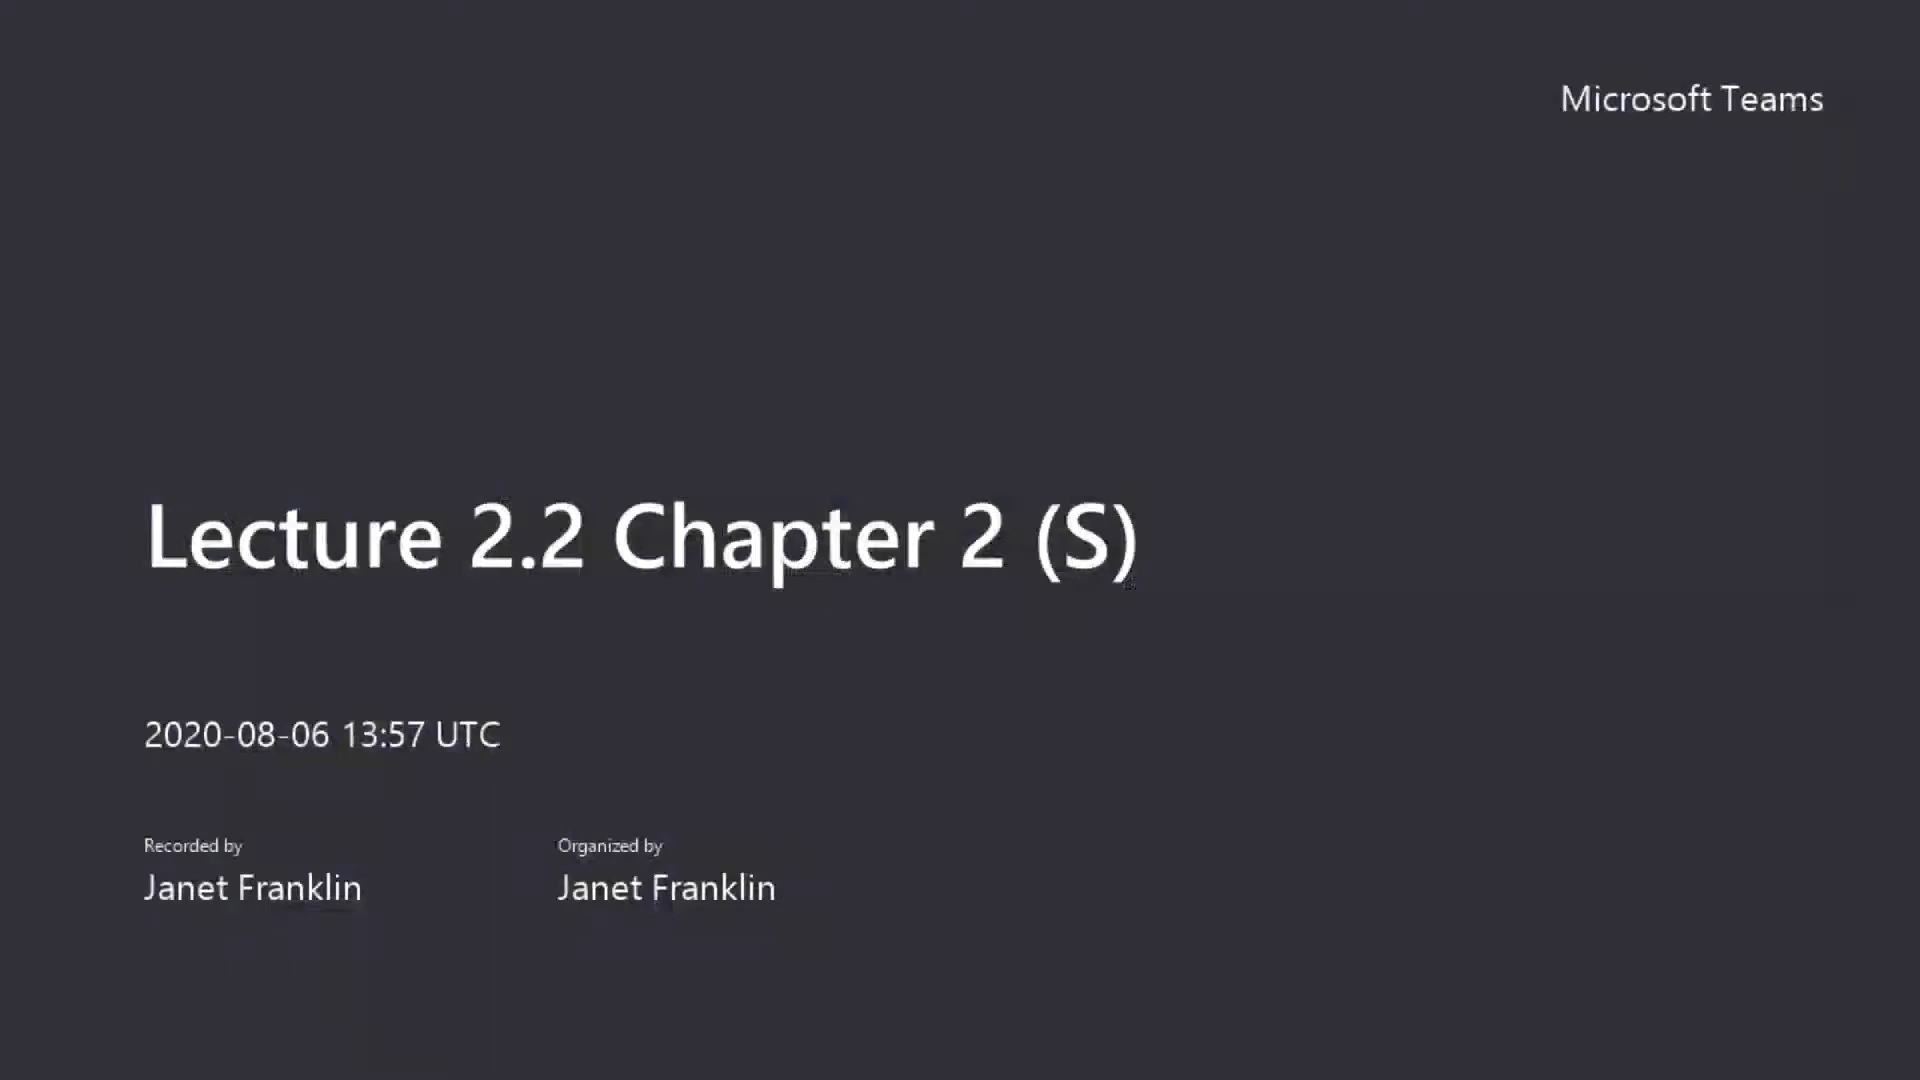 Microsoft Teams
Lecture 2.2 Chapter 2 (S)
2020-08-06 13:57 UTC
Recorded by
Janet Franklin
Organized by
Janet Franklin